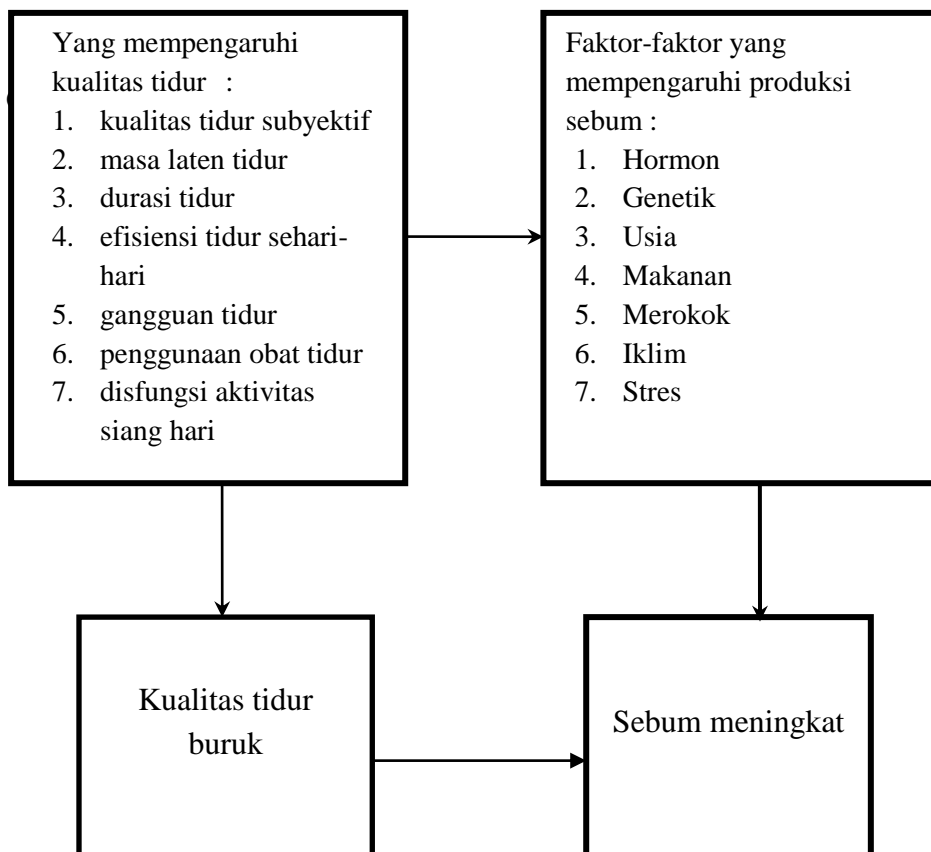 Yang mempengaruhi
kualitas tidur :
1. kualitas tidur subyektif
2. masa laten tidur
3. durasi tidur
4. efisiensi tidur sehari-
hari
5. gangguan tidur
6. penggunaan obat tidur
7. disfungsi aktivitas
siang hari
Faktor-faktor yang
mempengaruhi produksi
sebum :
1. Hormon
2. Genetik
3. Usia
4. Makanan
5. Merokok
6. Iklim
7. Stres
Kualitas tidur
buruk
Sebum meningkat